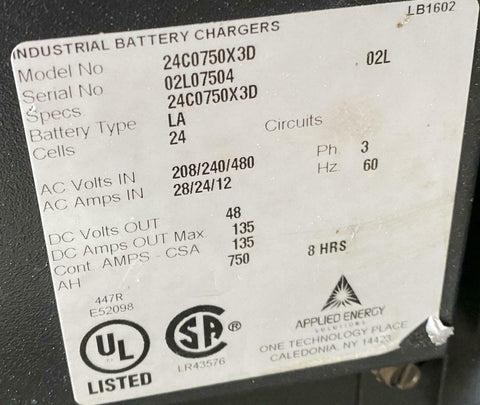 LB1602
INDUSTRIAL BATTERY CHARGERS
Model No 24C0750X3D 02L
Serial No 02L07504
Specs 24C0750X3D
Battery Type LA Circuits
Cells 24
AC Volts IN 208/240/480 Ph. 3
AC Amps IN 28/24/12 Hz. 60
DC Volts OUT 48
DC Amps OUT Max. 135
Cont. AMPS - CSA 135
AH 750 8 HRS
447R
E52098
UL
LISTED
SA ®
LR43576
APPLIED ENERGY
solutions
ONE TECHNOLOGY PLACE
CALEDONIA, NY 14423